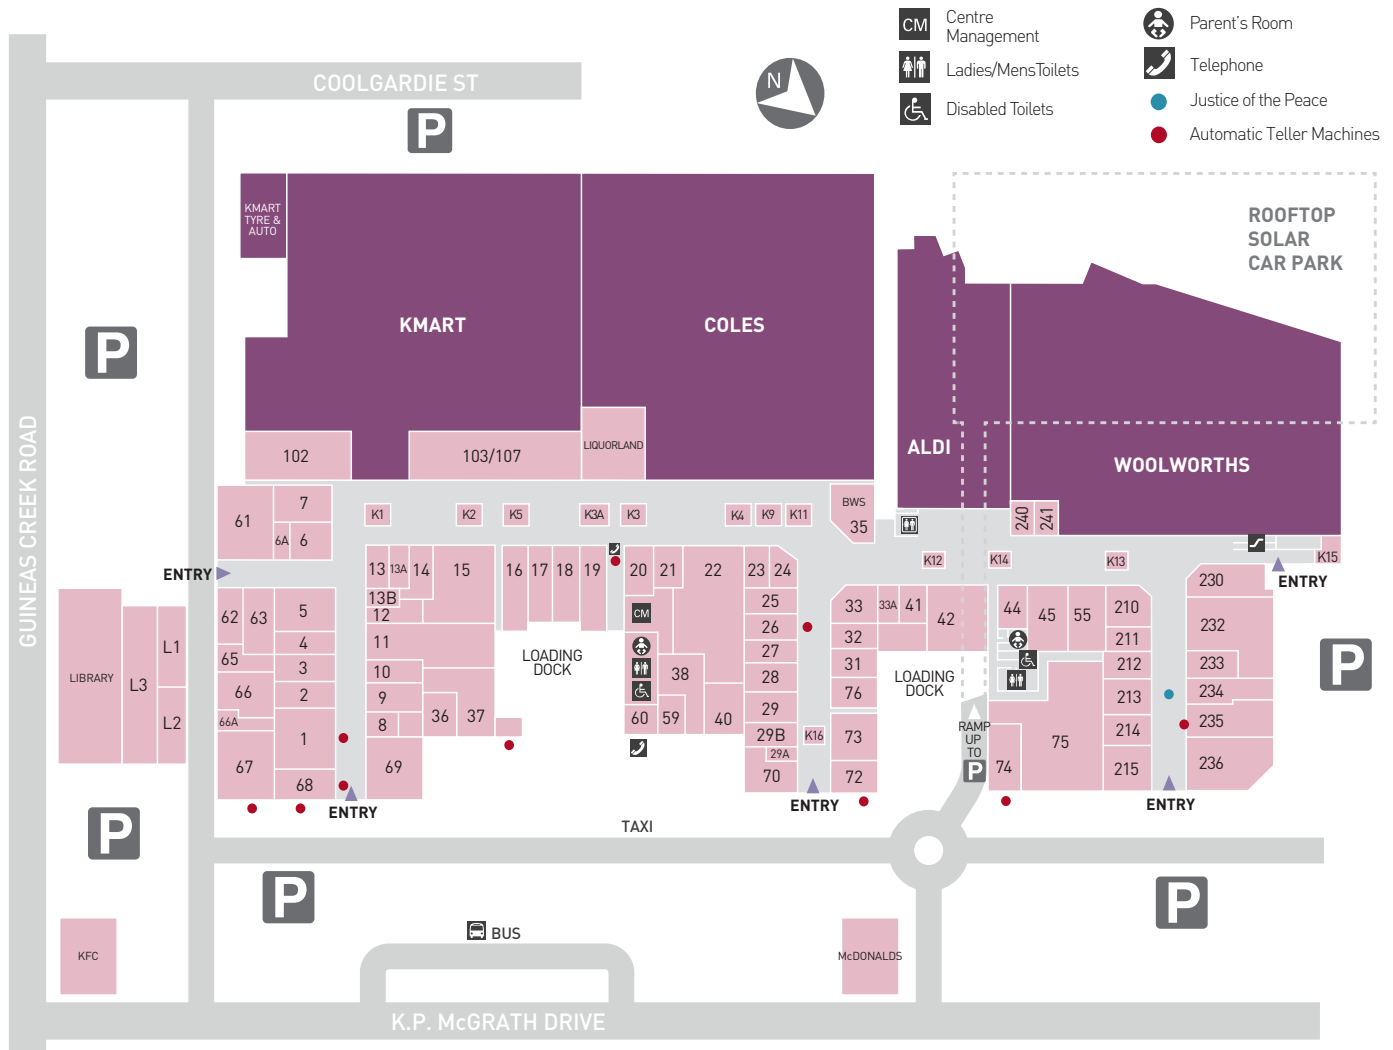 CM
Centre
Management
Parent's Room
Ladies/MensToilets
Telephone
Disabled Toilets
Justice of the Peace
Automatic Teller Machines
COOLGARDIE ST
N
P
KMART
TYRE &
AUTO
ROOFTOP
SOLAR
CAR PARK
KMART
COLES
P
GUINEAS CREEK ROAD
102
103/107
LIQUORLAND
ALDI
WOOLWORTHS
61
7
6A
6
K1
K2
K5
K3A
K3
K4
K9
K11
BWS
35
240
241
K12
K14
K13
K15
ENTRY
ENTRY
13
13A
14
15
16
17
18
19
20
21
22
23
24
230
13B
12
25
33
33A
41
42
44
45
55
210
62
63
5
CM
26
32
211
232
4
11
27
31
212
233
65
3
10
LOADING
DOCK
38
28
76
LOADING
DOCK
213
234
66
2
9
29
66A
8
36
37
60
59
40
29B
K16
73
214
235
1
29A
RAMP
UP
TO
P
74
75
67
68
69
70
72
215
236
LIBRARY
L3
L1
L2
P
ENTRY
ENTRY
ENTRY
TAXI
P
P
P
BUS
KFC
McDONALDS
K.P. McGRATH DRIVE